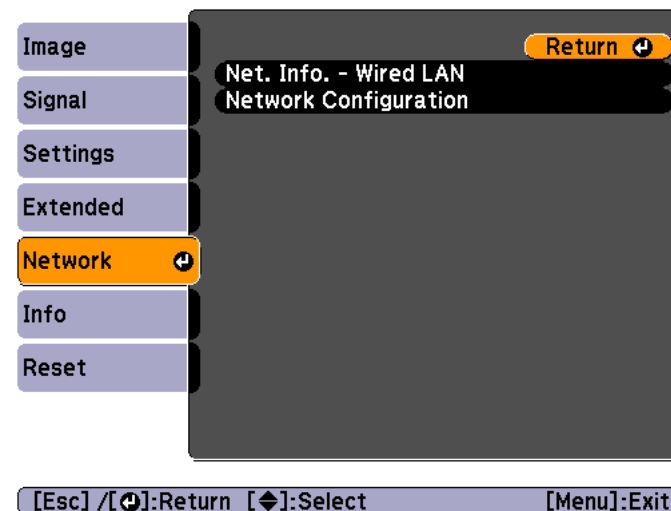 Image
Return
Net. Info. - Wired LAN
Network Configuration
Signal
Settings
Extended
Network
Info
Reset
[Esc] /[⏎]:Return [◆]:Select [Menu]:Exit